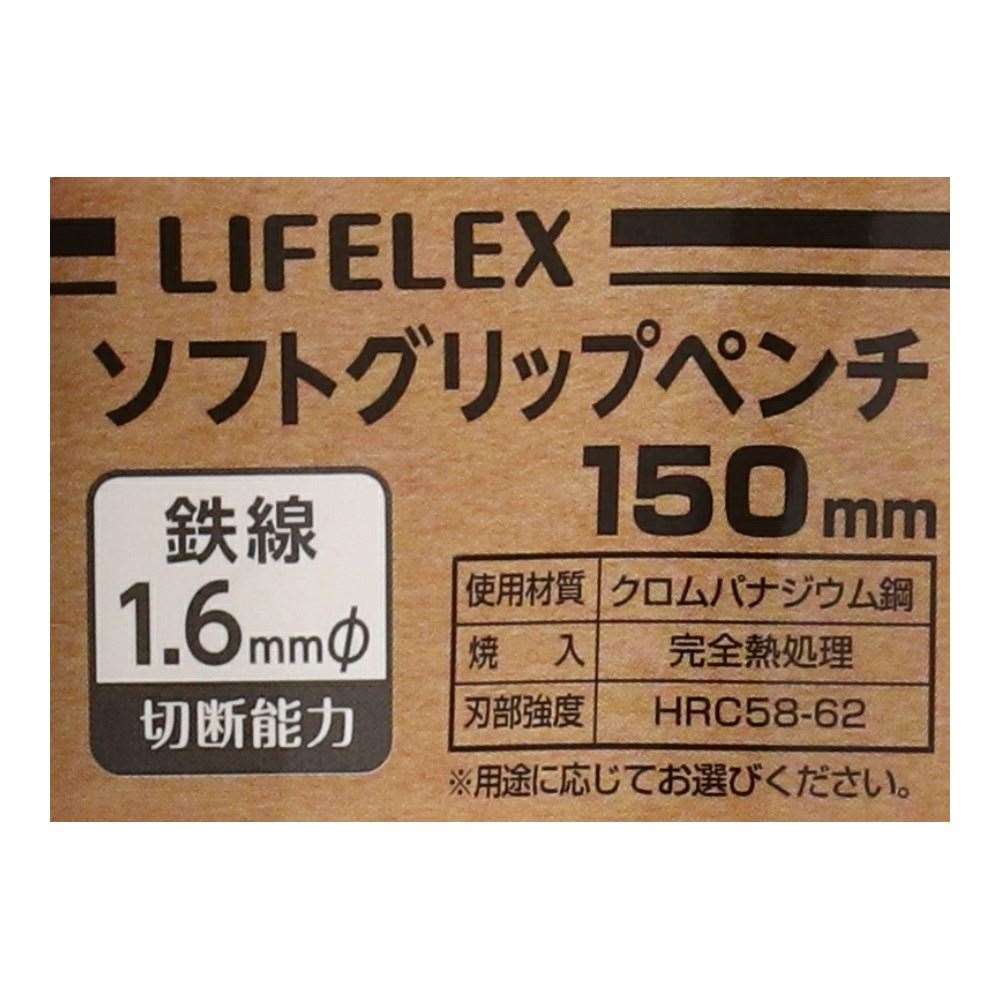 LIFELEX
ソフトグリップペンチ
150mm
鉄線
1.6mmφ
切断能力
使用材質 クロムバナジウム鋼
焼入 完全熱処理
刃部強度 HRC58-62
※用途に応じてお選びください。